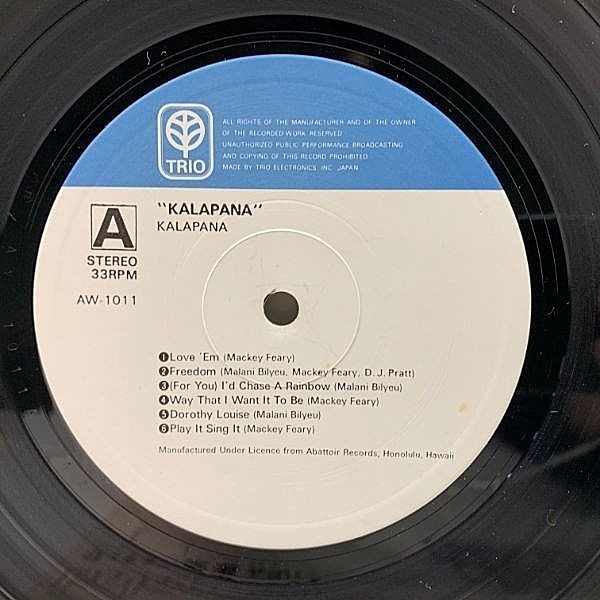 TRIO
ALL RIGHTS OF THE MANUFACTURER AND OF THE OWNER
OF THE RECORDED WORK RESERVED
UNAUTHORIZED PUBLIC PERFORMANCE BROADCASTING
AND COPYING OF THIS RECORD PROHIBITED
MADE BY TRIO ELECTRONICS, INC. JAPAN
A
STEREO
33RPM
AW-1011
"KALAPANA"
KALAPANA
❶Love 'Em (Mackey Feary)
❷Freedom (Malani Bilyeu, Mackey Feary, D.J. Pratt)
❸(For You) I'd Chase A Rainbow (Malani Bilyeu)
❹Way That I Want It To Be (Mackey Feary)
❺Dorothy Louise (Malani Bilyeu)
❻Play It Sing It (Mackey Feary)
Manufactured Under Licence from Abattoir Records, Honolulu, Hawaii